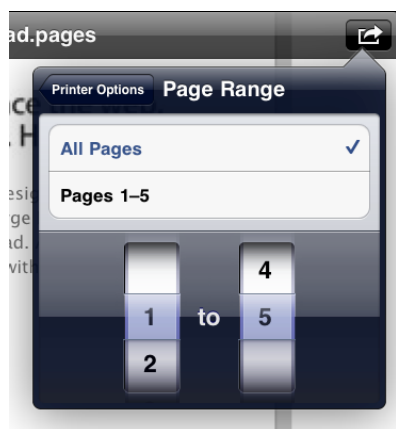 ad.pages
Printer Options Page Range
All Pages
Pages 1–5
4
1 to 5
2